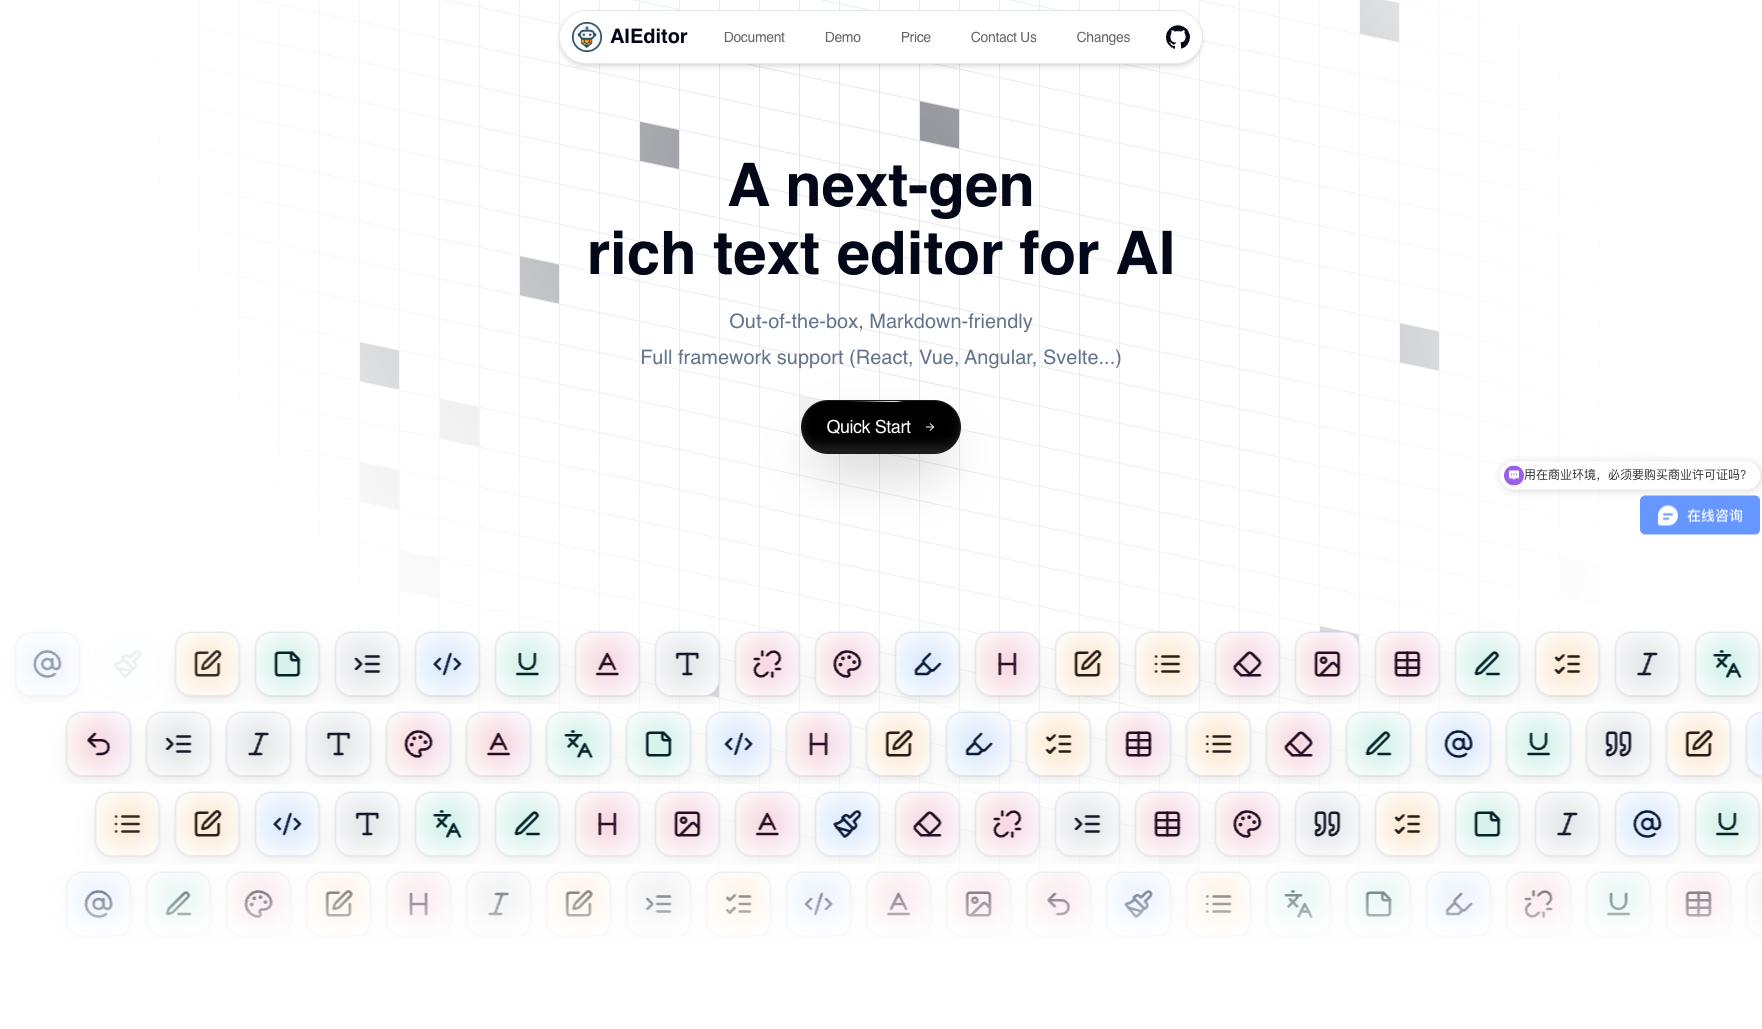 AIEditor
Document
Demo
Price
Contact Us
Changes
A next-gen
rich text editor for AI
Out-of-the-box, Markdown-friendly
Full framework support (React, Vue, Angular, Svelte...)
Quick Start →
用在商业环境，必须要购买商业许可证吗?
在线咨询